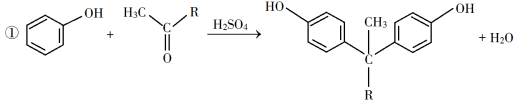 ① OH + H₃C C R O H₂SO₄ HO CH₃ C R OH + H₂O